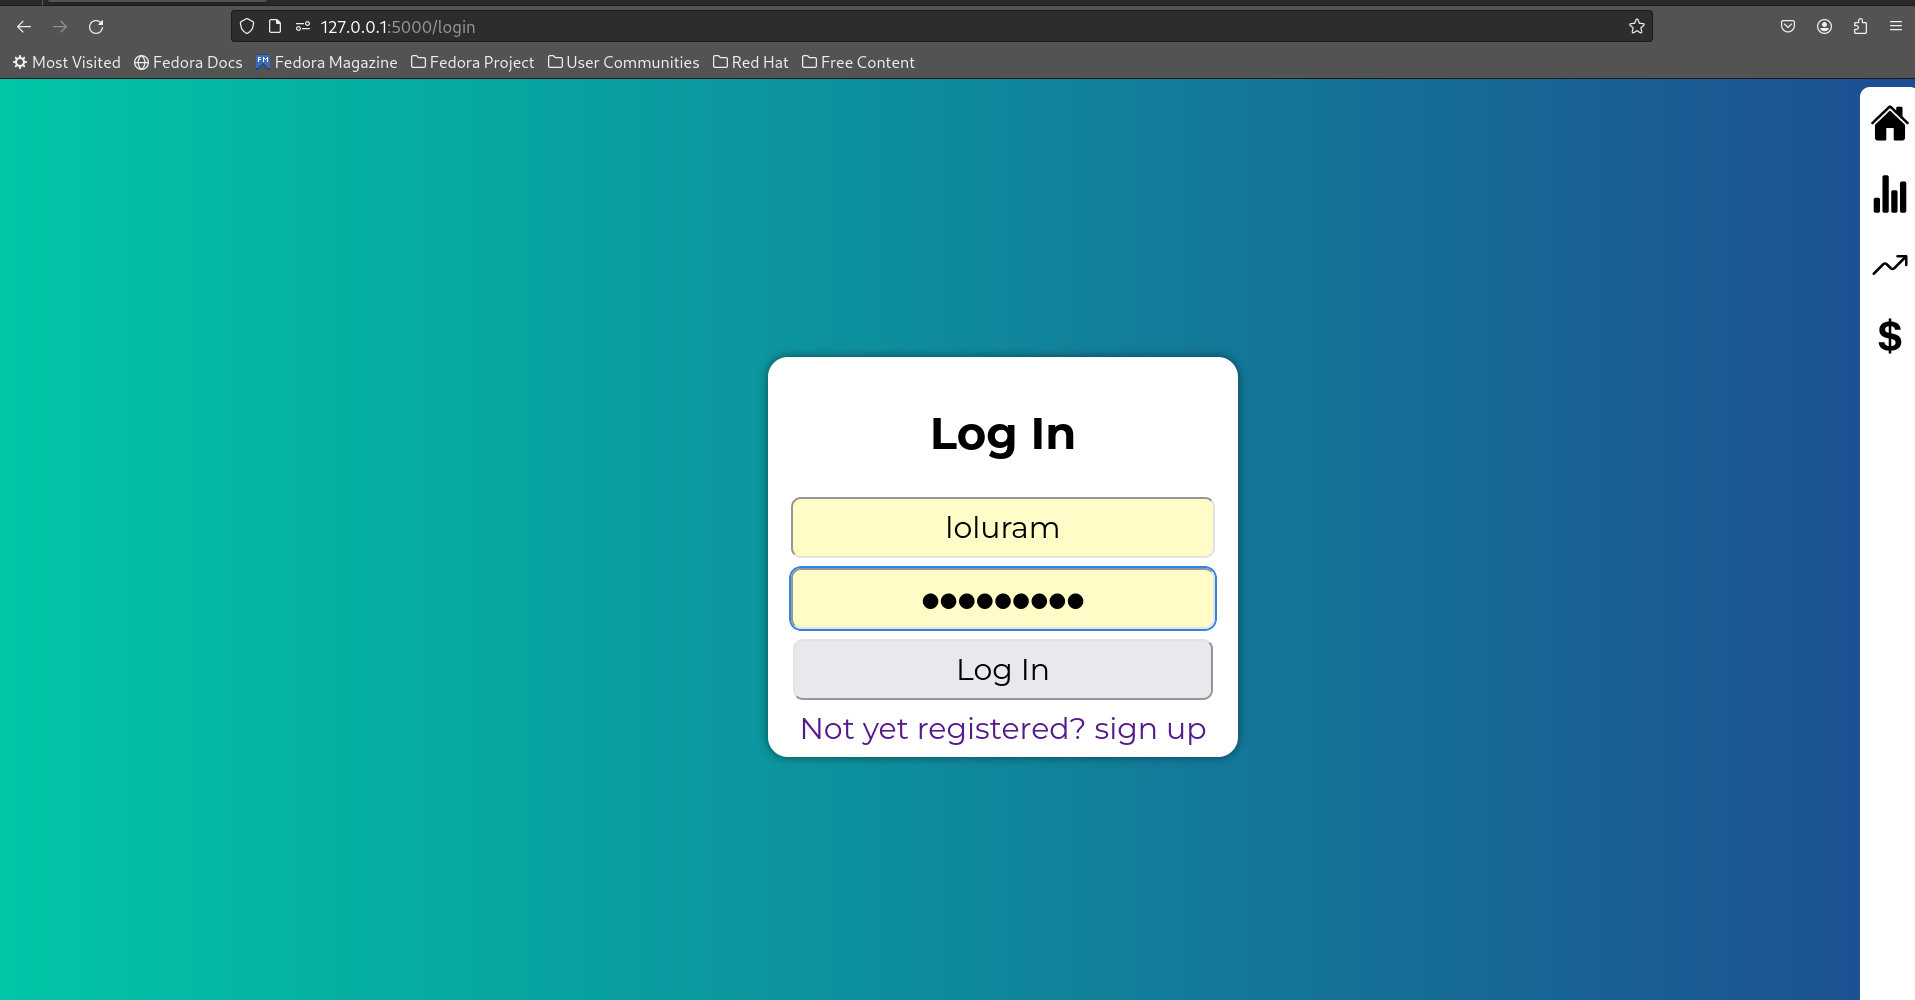 127.0.0.1:5000/login
Most Visited Fedora Docs FM Fedora Magazine Fedora Project User Communities Red Hat Free Content
Log In
loluram
●●●●●●●●●
Log In
Not yet registered? sign up
$